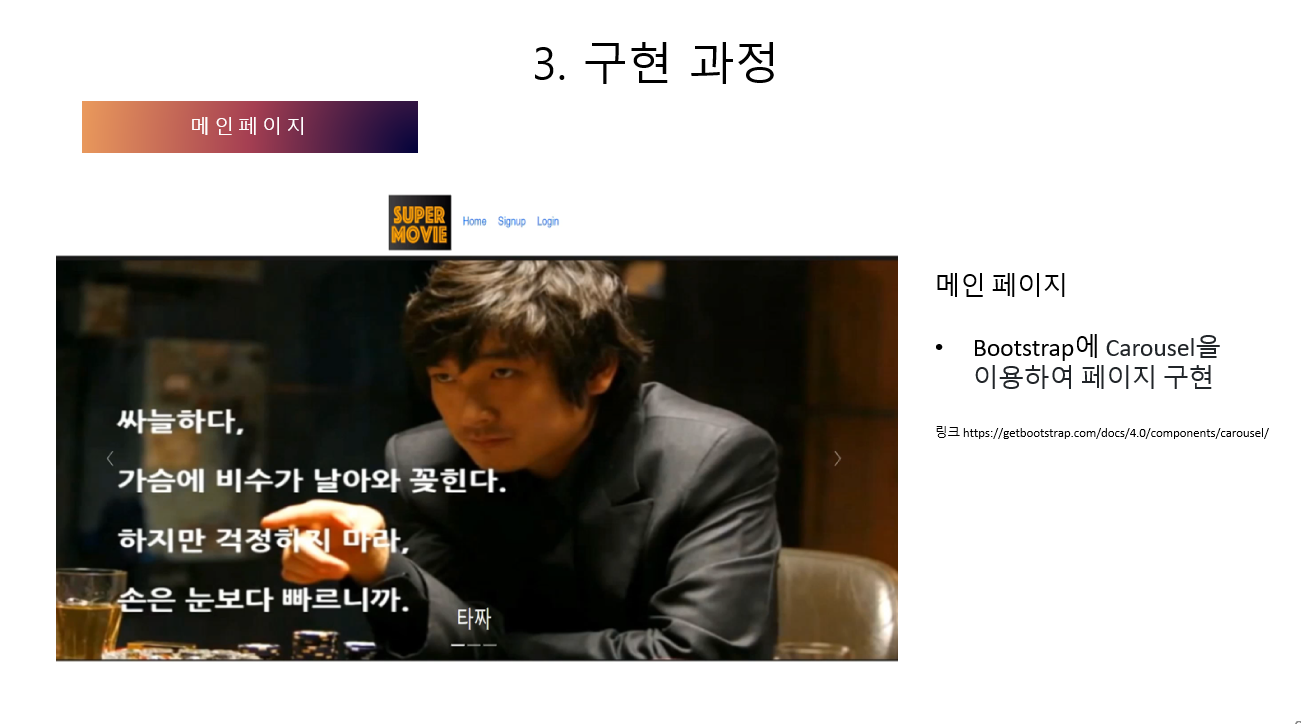 3. 구현 과정
메인페이지
SUPER
MOVIE
Home Signup Login
메인 페이지
• Bootstrap에 Carousel을
이용하여 페이지 구현
링크 https://getbootstrap.com/docs/4.0/components/carousel/
싸늘하다,
가슴에 비수가 날아와 꽂힌다.
하지만 걱정하지 마라,
손은 눈보다 빠르니까.
타짜